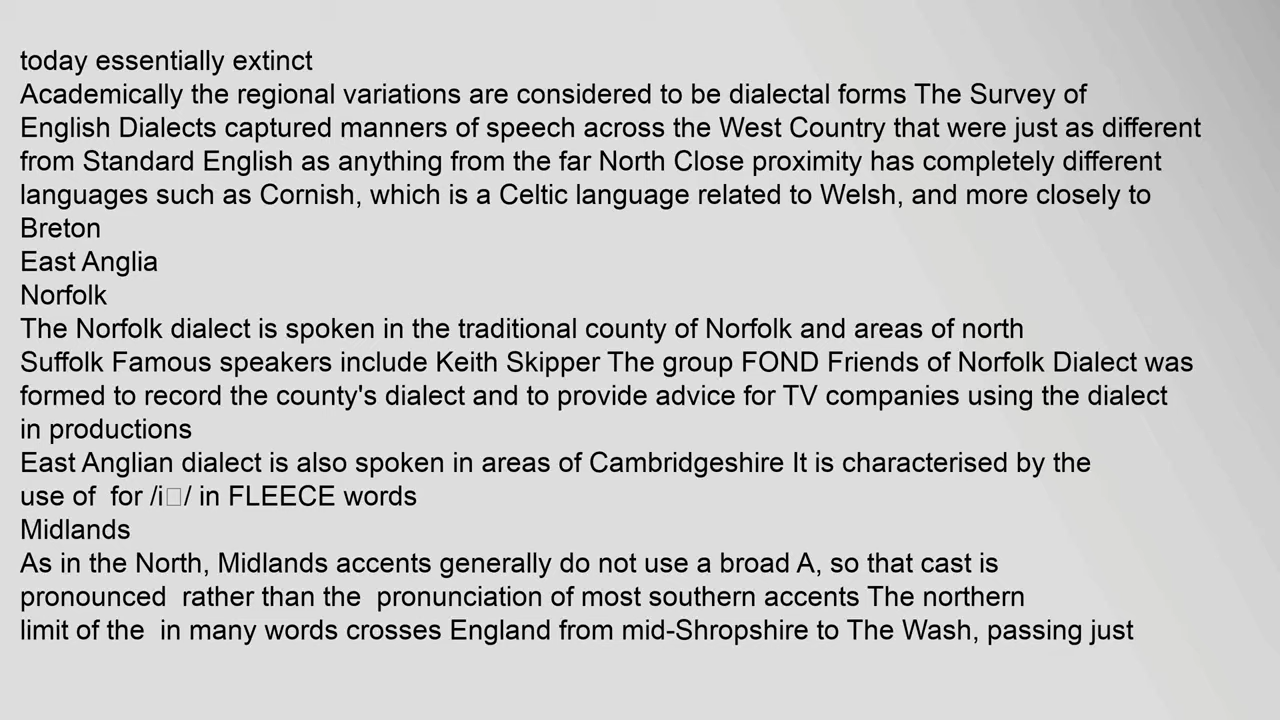 today essentially extinct
Academically the regional variations are considered to be dialectal forms The Survey of
English Dialects captured manners of speech across the West Country that were just as different
from Standard English as anything from the far North Close proximity has completely different
languages such as Cornish, which is a Celtic language related to Welsh, and more closely to
Breton
East Anglia
Norfolk
The Norfolk dialect is spoken in the traditional county of Norfolk and areas of north
Suffolk Famous speakers include Keith Skipper The group FOND Friends of Norfolk Dialect was
formed to record the county's dialect and to provide advice for TV companies using the dialect
in productions
East Anglian dialect is also spoken in areas of Cambridgeshire It is characterised by the
use of  for /i□/ in FLEECE words
Midlands
As in the North, Midlands accents generally do not use a broad A, so that cast is
pronounced  rather than the  pronunciation of most southern accents The northern
limit of the  in many words crosses England from mid-Shropshire to The Wash, passing just